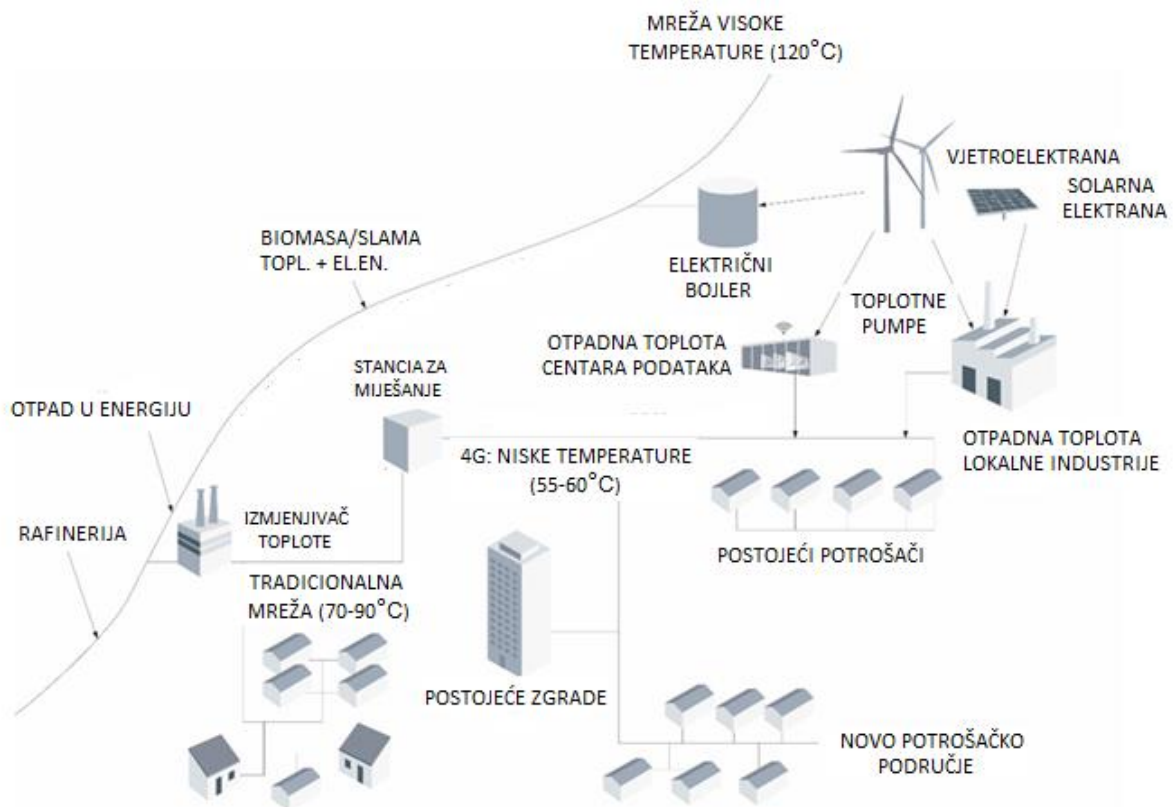 MREŽA VISOKE
TEMPERATURE (120°C)
VJETROELEKTRANA
SOLARNA
ELEKTRANA
BIOMASA/SLAMA
TOPL. + EL.EN.
ELEKTRIČNI
BOJLER
TOPLOTNE
PUMPE
OTPADNA TOPLOTA
CENTARA PODATAKA
STANCIA ZA
MIJEŠANJE
OTPAD U ENERGIJU
4G: NISKE TEMPERATURE
(55-60°C)
OTPADNA TOPLOTA
LOKALNE INDUSTRIJE
RAFINERIJA
IZMJENJIVAČ
TOPLOTE
POSTOJEĆI POTROŠAČI
TRADICIONALNA
MREŽA (70-90°C)
POSTOJEĆE ZGRADE
NOVO POTROŠAČKO
PODRUČJE